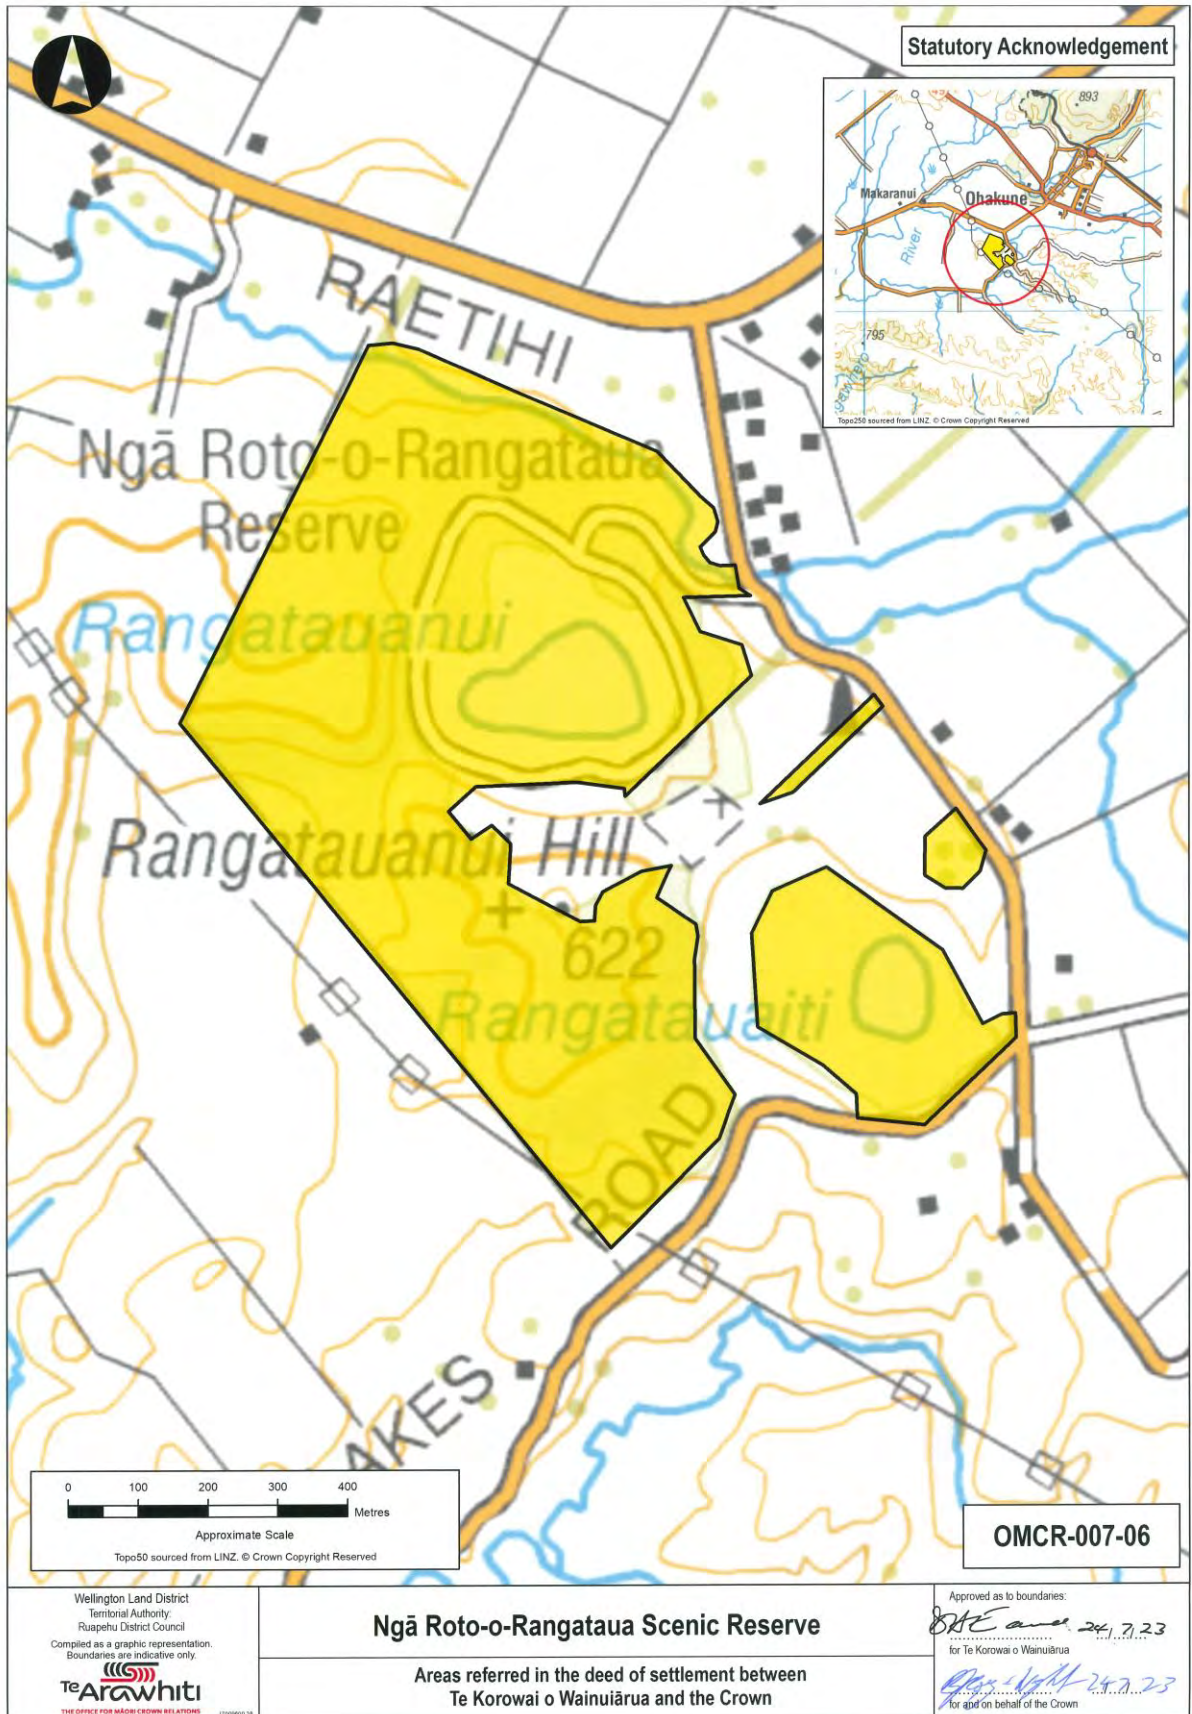 Statutory Acknowledgement
893
Makaranui
Ohakune
River
795
Topo250 sourced from LINZ. © Crown Copyright Reserved
RAETIHI
Ngā Roto-o-Rangataua
Reserve
Rangatauanui
Rangatauanui Hill
622
Rangatauaiti
ROAD
AKES
0 100 200 300 400
Metres
Approximate Scale
Topo50 sourced from LINZ. © Crown Copyright Reserved
OMCR-007-06
Wellington Land District
Territorial Authority:
Ruapehu District Council
Compiled as a graphic representation.
Boundaries are indicative only.
Te Arawhiti
THE OFFICE FOR MĀORI CROWN RELATIONS
Ngā Roto-o-Rangataua Scenic Reserve
Areas referred in the deed of settlement between
Te Korowai o Wainuiārua and the Crown
Approved as to boundaries:
24, 7, 23
for Te Korowai o Wainuiārua
24 7 23
for and on behalf of the Crown